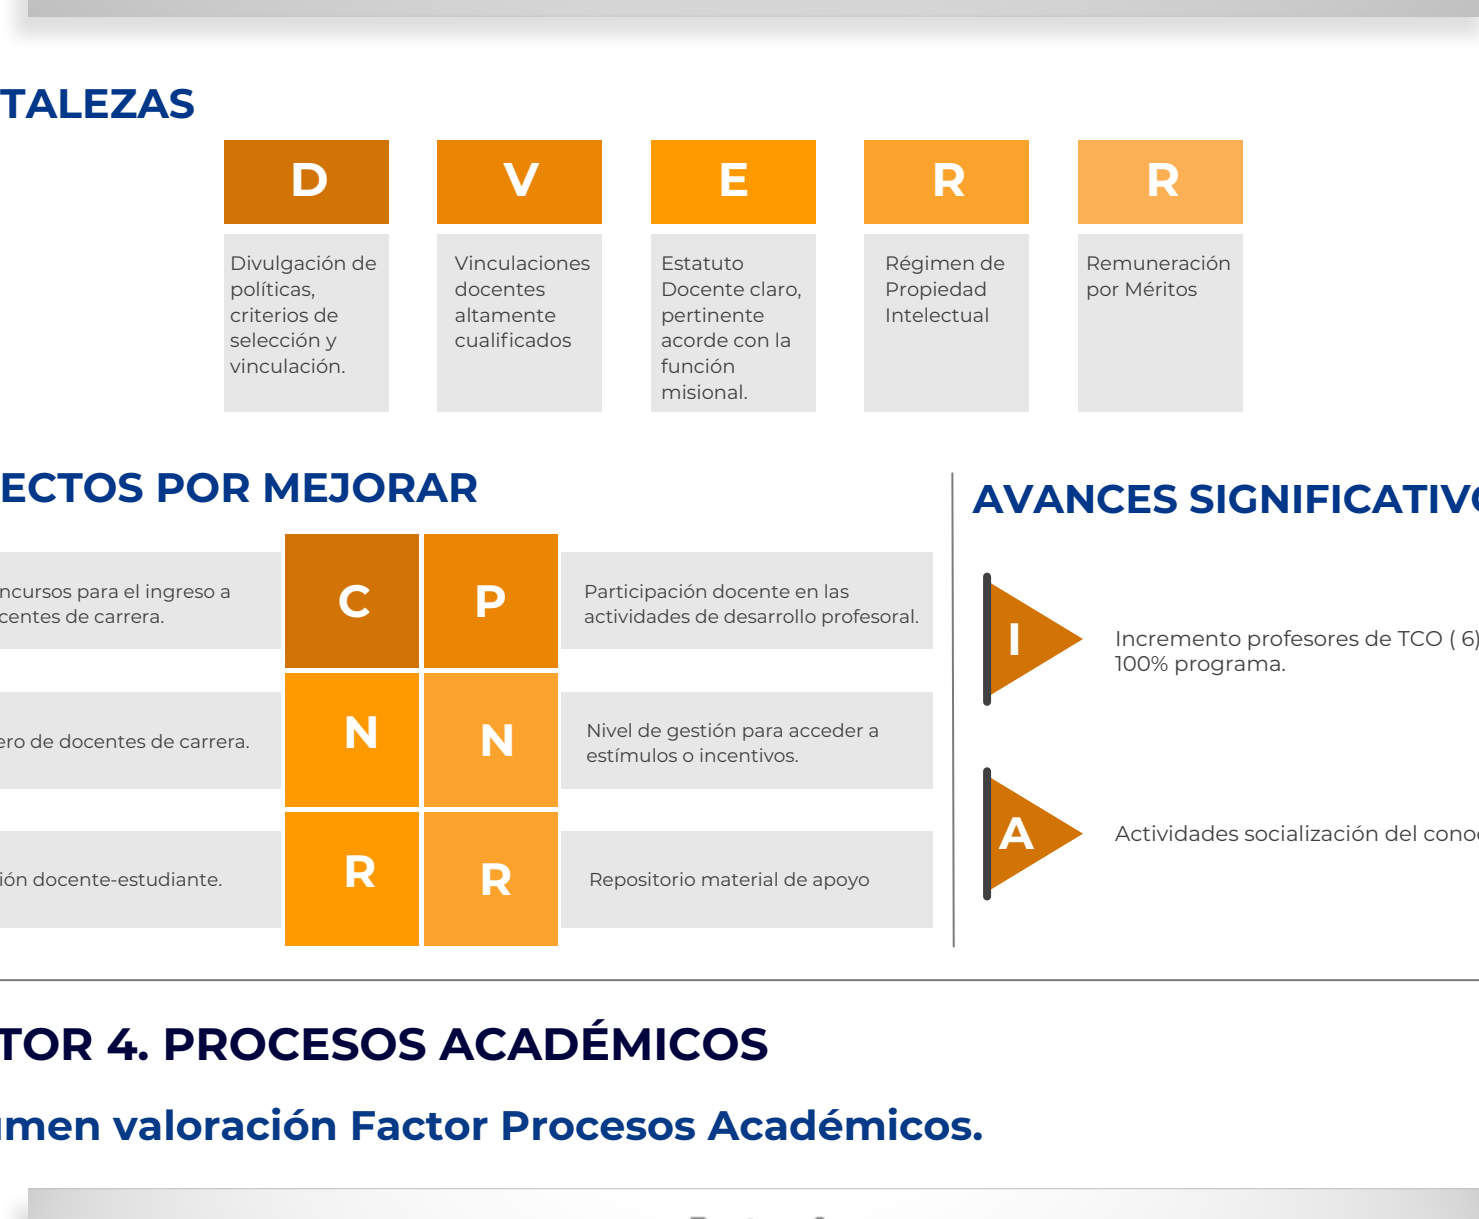 TALEZAS
D
V
E
R
R
Divulgación de
políticas,
criterios de
selección y
vinculación.
Vinculaciones
docentes
altamente
cualificados
Estatuto
Docente claro,
pertinente
acorde con la
función
misional.
Régimen de
Propiedad
Intelectual
Remuneración
por Méritos
ECTOS POR MEJORAR
ncursos para el ingreso a
centes de carrera.
C
P
Participación docente en las
actividades de desarrollo profesoral.
ero de docentes de carrera.
N
N
Nivel de gestión para acceder a
estímulos o incentivos.
ión docente-estudiante.
R
R
Repositorio material de apoyo
AVANCES SIGNIFICATIVO
I
Incremento profesores de TCO ( 6)
100% programa.
A
Actividades socialización del cono
TOR 4. PROCESOS ACADÉMICOS
umen valoración Factor Procesos Académicos.